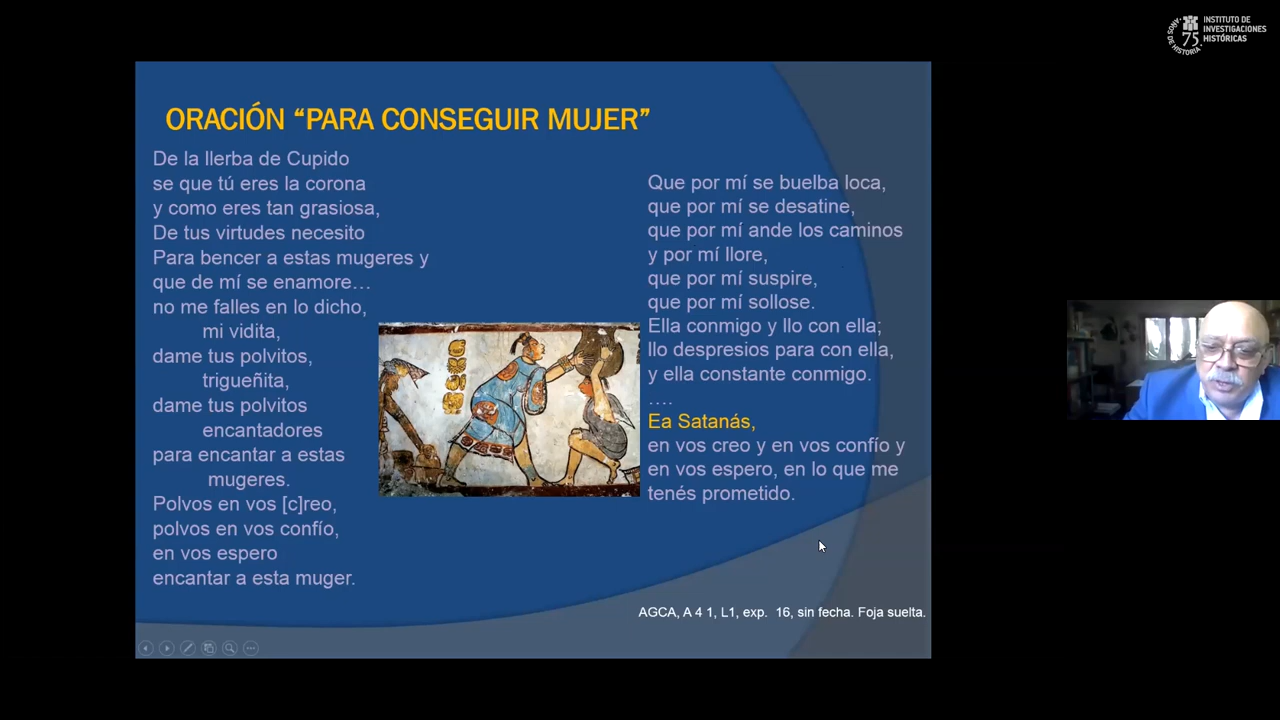 INSTITUTO DE
INVESTIGACIONES
HISTÓRICAS
75
AÑOS DE HISTORIA
ORACIÓN “PARA CONSEGUIR MUJER”
De la llerba de Cupido
se que tú eres la corona
y como eres tan grasiosa,
De tus virtudes necesito
Para bencer a estas mugeres y
que de mí se enamore…
no me falles en lo dicho,
mi vidita,
dame tus polvitos,
trigueñita,
dame tus polvitos
encantadores
para encantar a estas
mugeres.
Polvos en vos [c]reo,
polvos en vos confío,
en vos espero
encantar a esta muger.
Que por mí se buelba loca,
que por mí se desatine,
que por mí ande los caminos
y por mí llore,
que por mí suspire,
que por mí sollose.
Ella conmigo y llo con ella;
llo despresios para con ella,
y ella constante conmigo.
….
Ea Satanás,
en vos creo y en vos confío y
en vos espero, en lo que me
tenés prometido.
AGCA, A 4 1, L1, exp. 16, sin fecha. Foja suelta.